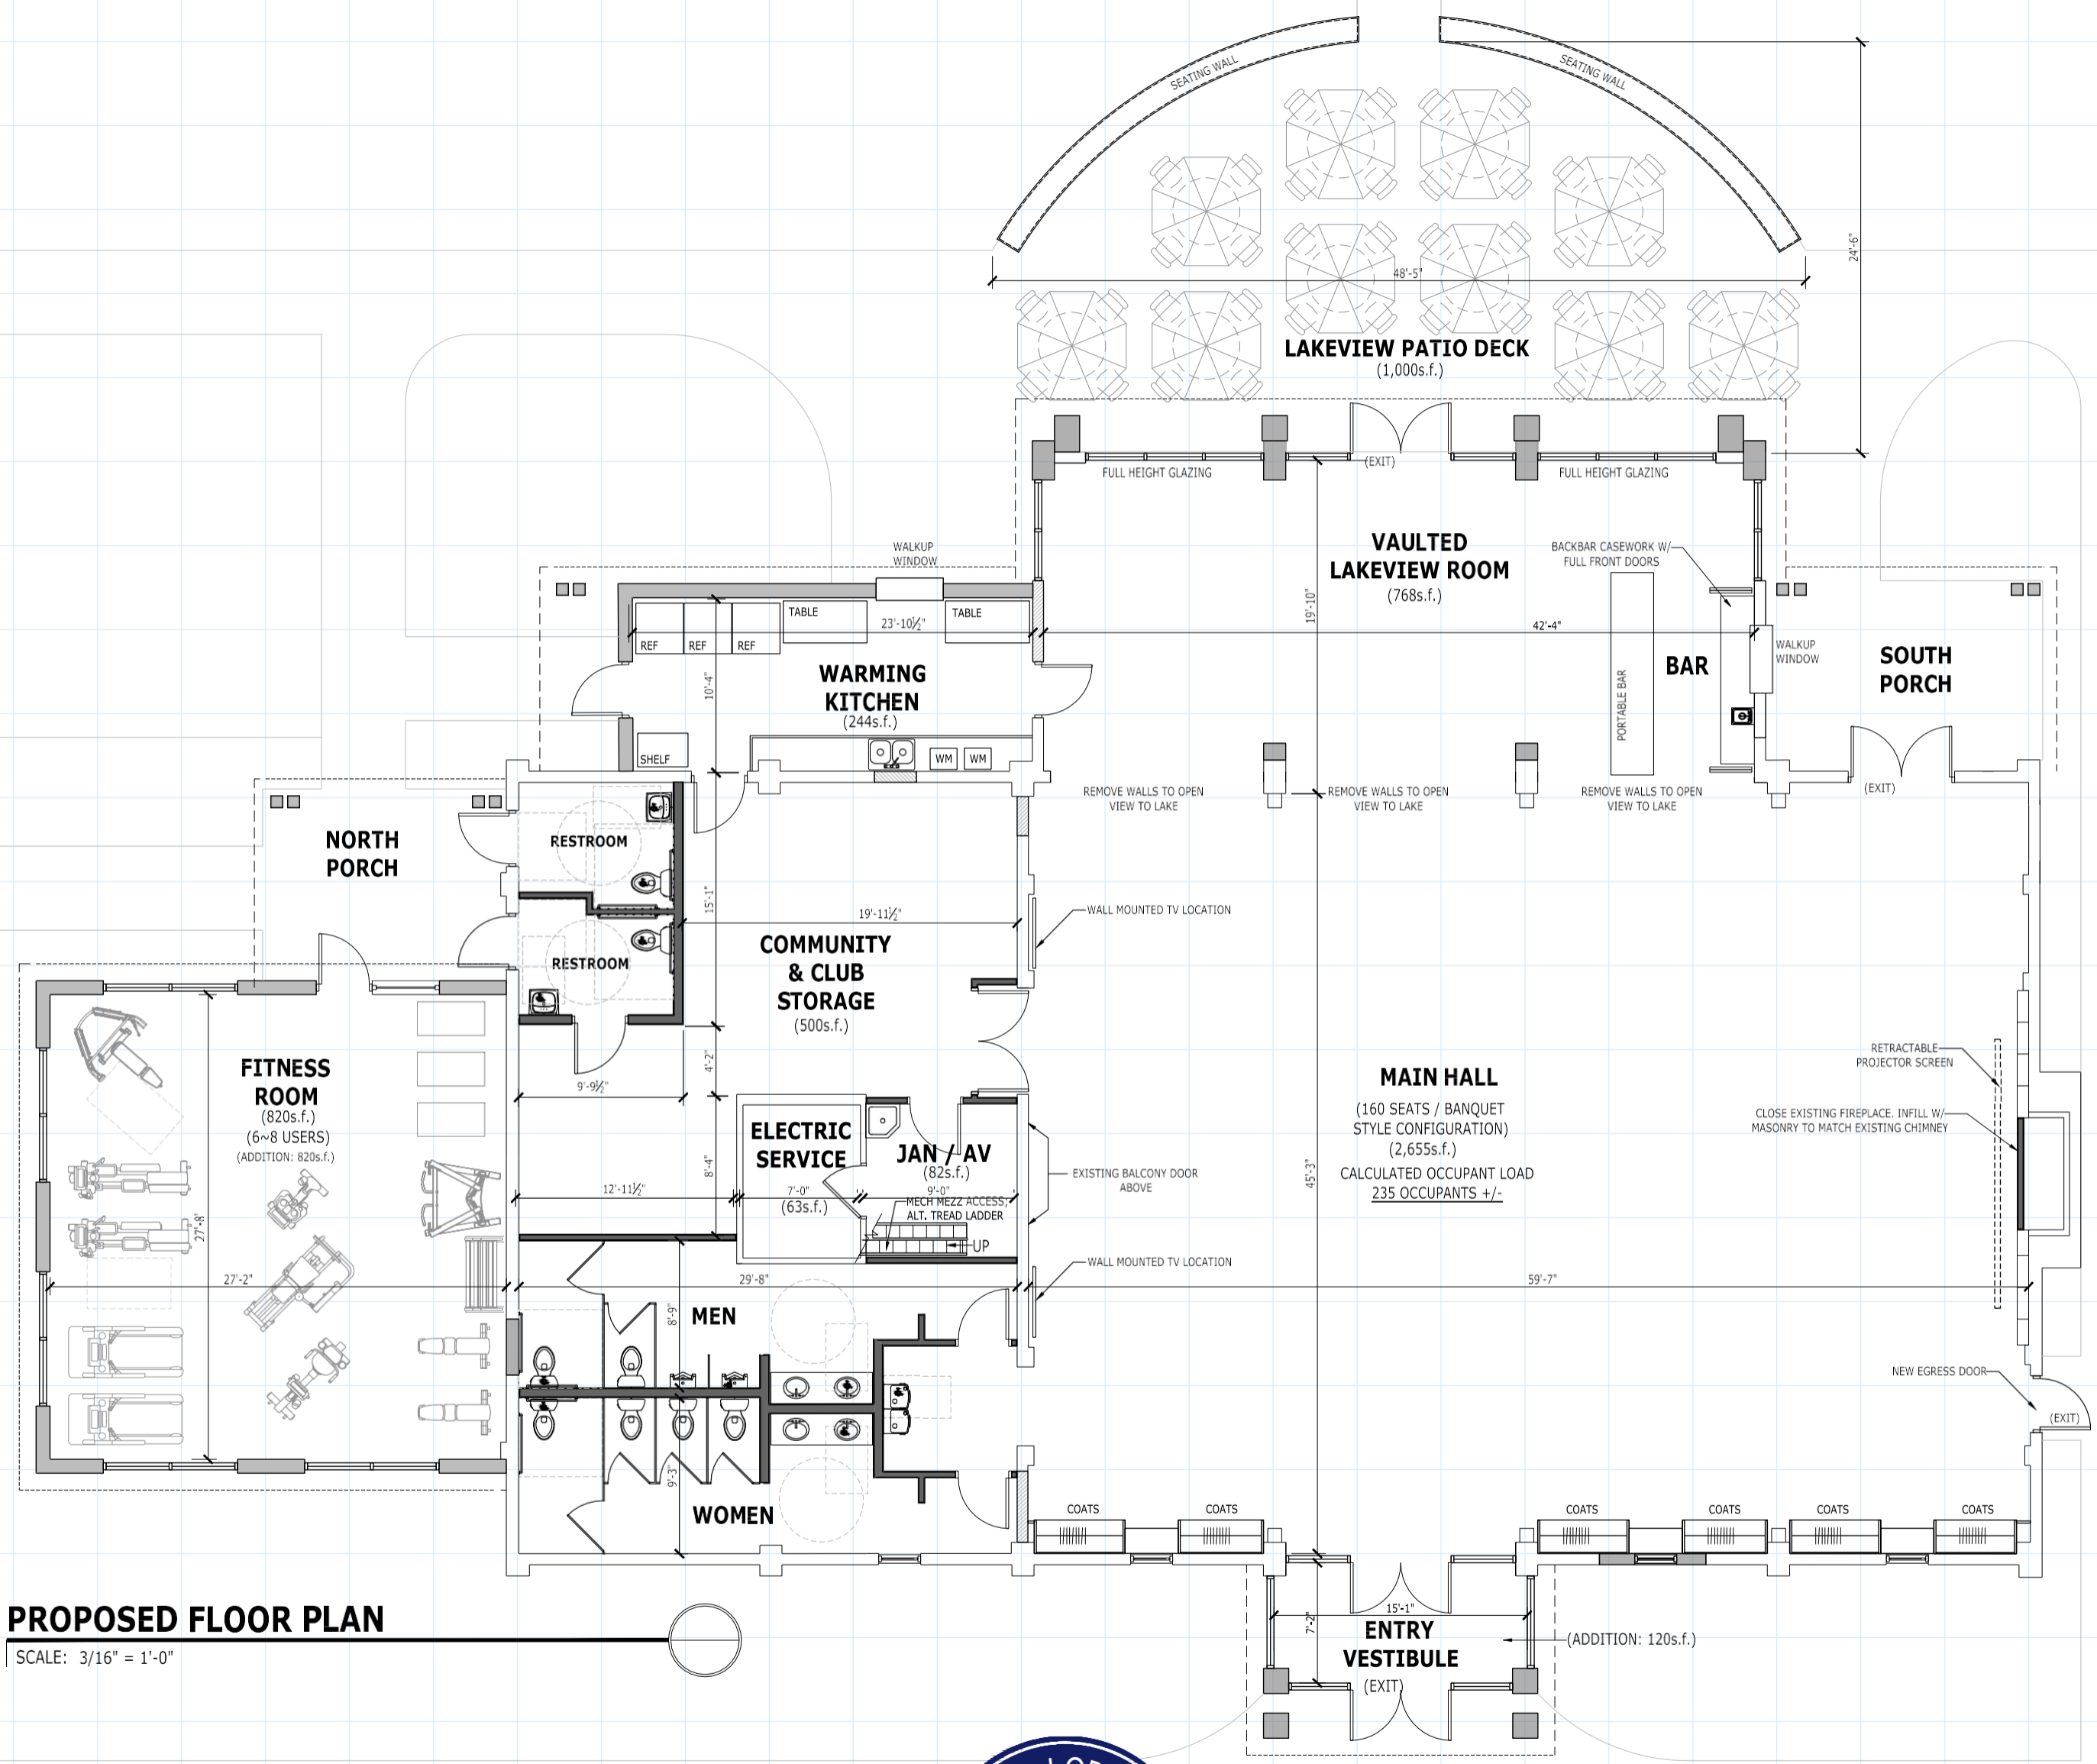 SEATING WALL
SEATING WALL
24'-6"
48'-5"
LAKEVIEW PATIO DECK
(1,000s.f.)
(EXIT)
FULL HEIGHT GLAZING
FULL HEIGHT GLAZING
VAULTED
LAKEVIEW ROOM
(768s.f.)
19'-10"
42'-4"
BACKBAR CASEWORK W/
FULL FRONT DOORS
PORTABLE BAR
BAR
WALKUP
WINDOW
SOUTH
PORCH
(EXIT)
WALKUP
WINDOW
TABLE
TABLE
REF
REF
REF
23'-10½"
10'-4"
WARMING
KITCHEN
(244s.f.)
SHELF
WM
WM
REMOVE WALLS TO OPEN
VIEW TO LAKE
REMOVE WALLS TO OPEN
VIEW TO LAKE
REMOVE WALLS TO OPEN
VIEW TO LAKE
NORTH
PORCH
RESTROOM
RESTROOM
15'-1"
19'-11½"
COMMUNITY
& CLUB
STORAGE
(500s.f.)
WALL MOUNTED TV LOCATION
4'-2"
9'-9½"
FITNESS
ROOM
(820s.f.)
(6~8 USERS)
(ADDITION: 820s.f.)
27'-8"
27'-2"
ELECTRIC
SERVICE
7'-0"
(63s.f.)
8'-4"
12'-11½"
JAN / AV
(82s.f.)
9'-0"
MECH MEZZ ACCESS;
ALT. TREAD LADDER
UP
EXISTING BALCONY DOOR
ABOVE
WALL MOUNTED TV LOCATION
MAIN HALL
(160 SEATS / BANQUET
STYLE CONFIGURATION)
(2,655s.f.)
CALCULATED OCCUPANT LOAD
235 OCCUPANTS +/-
45'-3"
59'-7"
RETRACTABLE
PROJECTOR SCREEN
CLOSE EXISTING FIREPLACE. INFILL W/
MASONRY TO MATCH EXISTING CHIMNEY
NEW EGRESS DOOR
(EXIT)
29'-8"
8'-9"
MEN
9'-3"
WOMEN
COATS
COATS
COATS
COATS
COATS
COATS
15'-1"
7'-2"
ENTRY
VESTIBULE
(EXIT)
(ADDITION: 120s.f.)
PROPOSED FLOOR PLAN
SCALE: 3/16" = 1'-0"